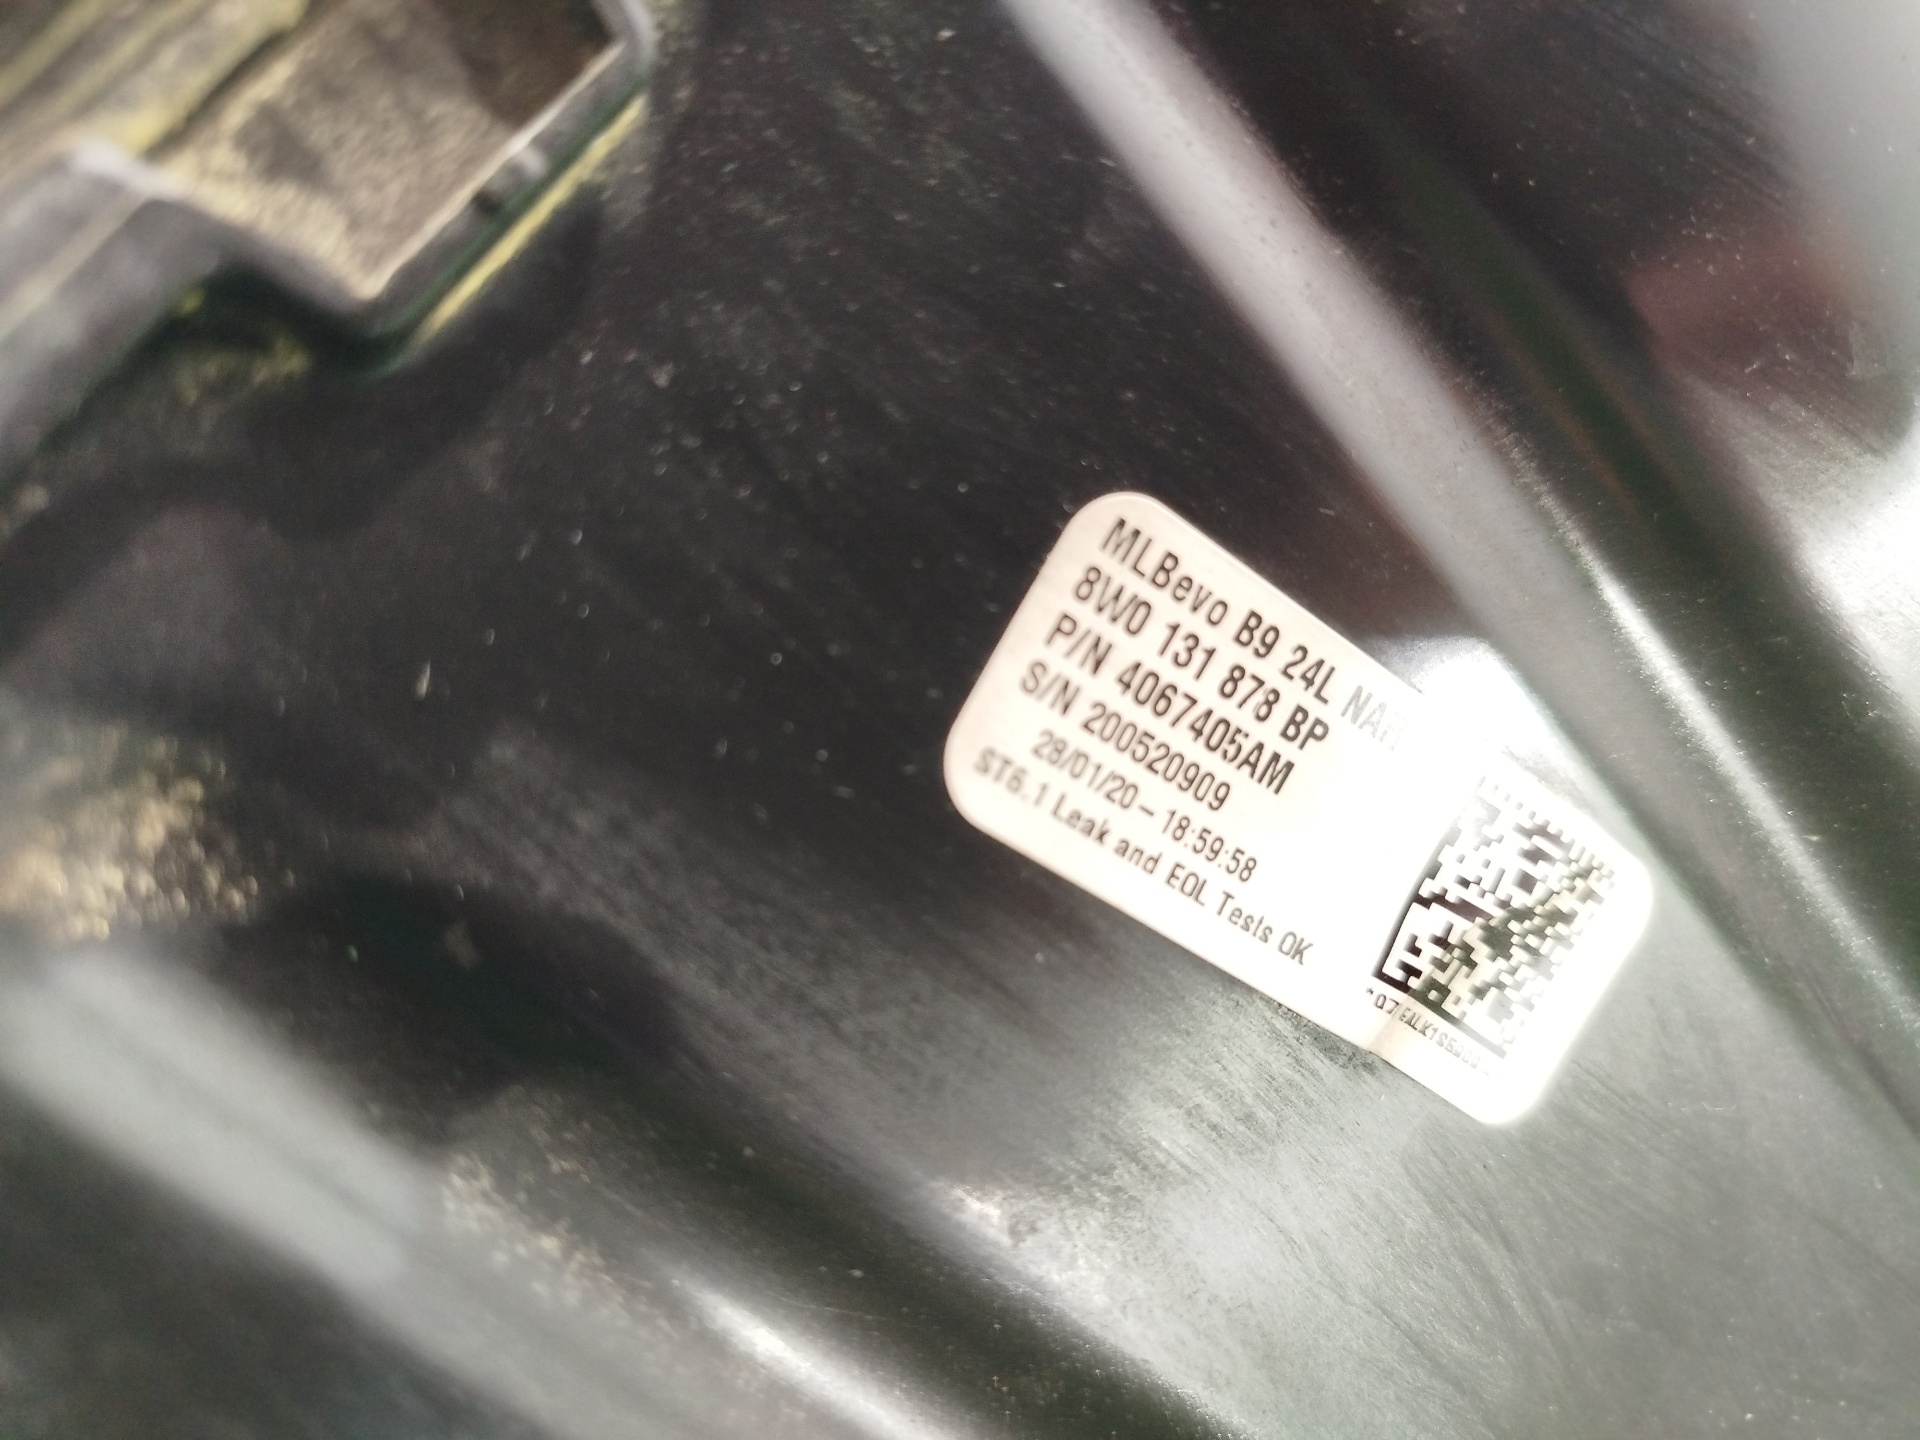 MLBevo B9 24L
8W0 131 878 BP
P/N 4067405AM
S/N 200520909
28/01/20 – 18:59:58
ST5.1 Leak and EOL Tests OK